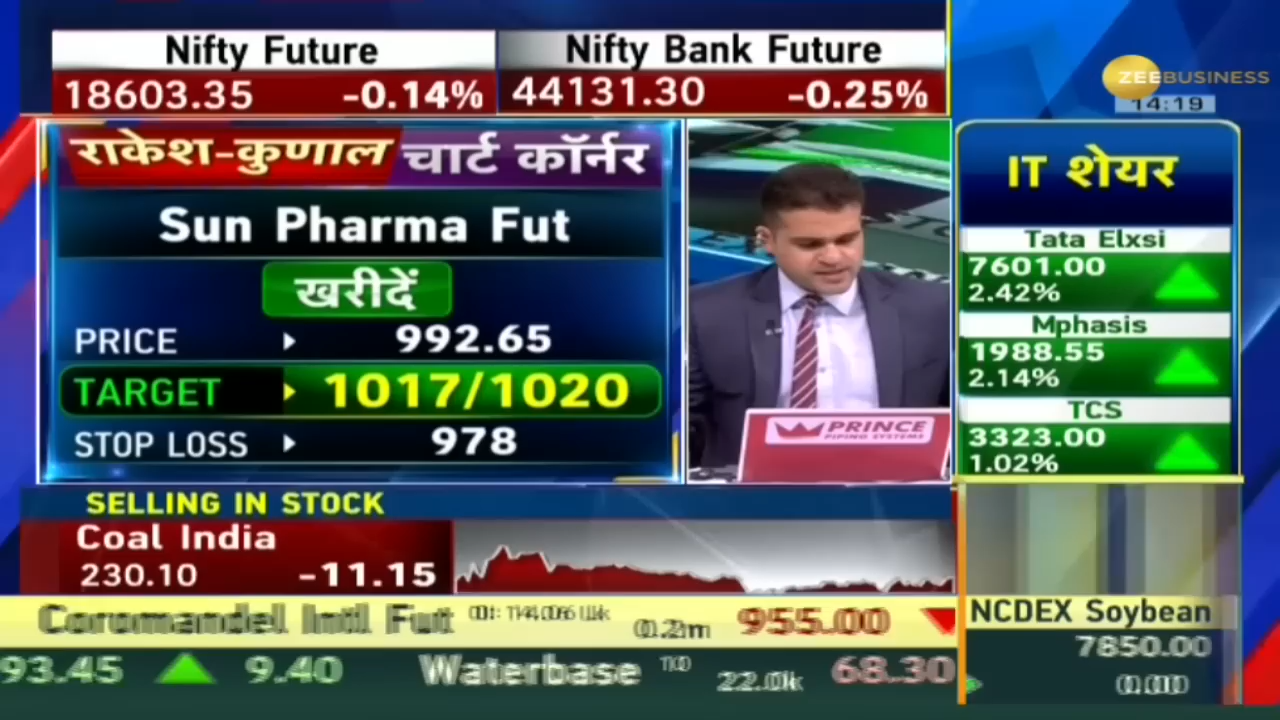 Nifty Future
18603.35 -0.14%
Nifty Bank Future
44131.30 -0.25%
ZEEBUSINESS
14:19
राकेश-कुणाल चार्ट कॉर्नर
Sun Pharma Fut
खरीदें
PRICE 992.65
TARGET 1017/1020
STOP LOSS 978
PRINCE
PIPING SYSTEMS
IT शेयर
Tata Elxsi
7601.00
2.42%
Mphasis
1988.55
2.14%
TCS
3323.00
1.02%
SELLING IN STOCK
Coal India
230.10 -11.15
Coromandel Intl Fut 955.00
93.45 9.40 Waterbase 22.0k 68.30
NCDEX Soybean
7850.00
0.00